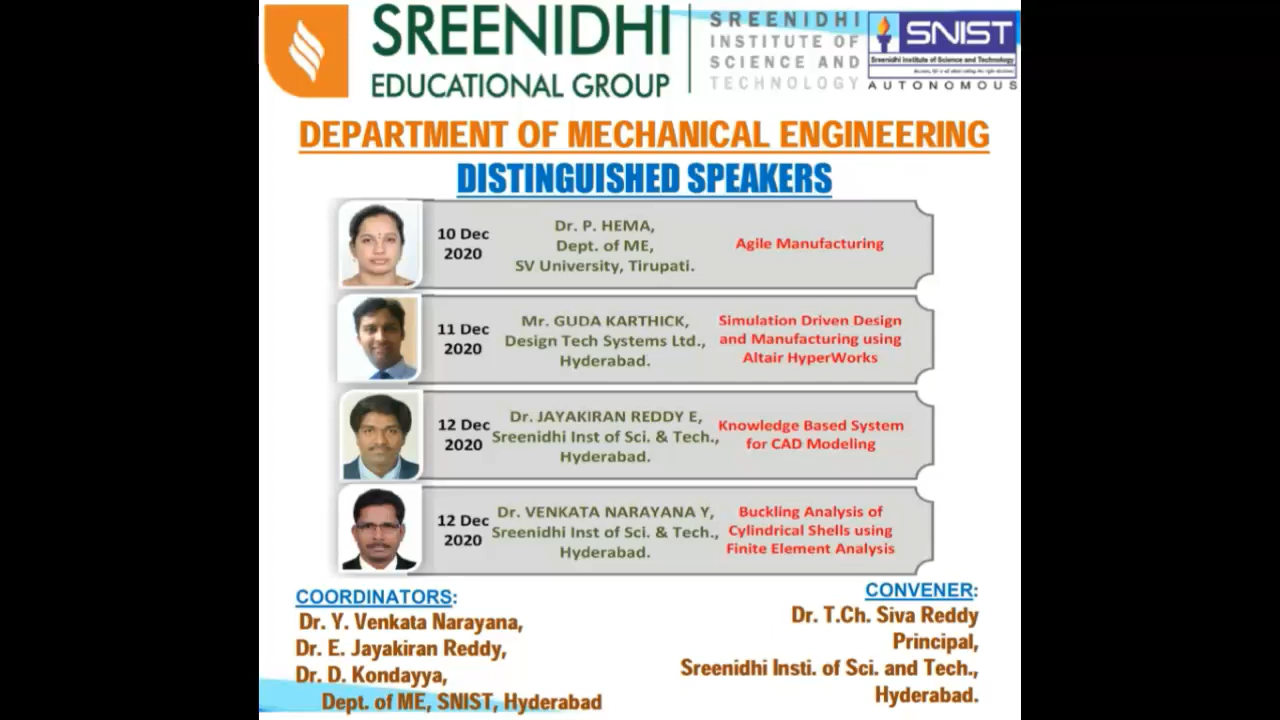 SREENIDHI
EDUCATIONAL GROUP
SREENIDHI
INSTITUTE OF
SCIENCE AND
TECHNOLOGY
SNIST
Sreenidhi Institute of Science and Technology
AUTONOMOUS
DEPARTMENT OF MECHANICAL ENGINEERING
DISTINGUISHED SPEAKERS
10 Dec
2020
Dr. P. HEMA,
Dept. of ME,
SV University, Tirupati.
Agile Manufacturing
11 Dec
2020
Mr. GUDA KARTHICK,
Design Tech Systems Ltd.,
Hyderabad.
Simulation Driven Design
and Manufacturing using
Altair HyperWorks
12 Dec
2020
Dr. JAYAKIRAN REDDY E,
Sreenidhi Inst of Sci. & Tech.,
Hyderabad.
Knowledge Based System
for CAD Modeling
12 Dec
2020
Dr. VENKATA NARAYANA Y,
Sreenidhi Inst of Sci. & Tech.,
Hyderabad.
Buckling Analysis of
Cylindrical Shells using
Finite Element Analysis
COORDINATORS:
Dr. Y. Venkata Narayana,
Dr. E. Jayakiran Reddy,
Dr. D. Kondayya,
Dept. of ME, SNIST, Hyderabad
CONVENER:
Dr. T.Ch. Siva Reddy
Principal,
Sreenidhi Insti. of Sci. and Tech.,
Hyderabad.